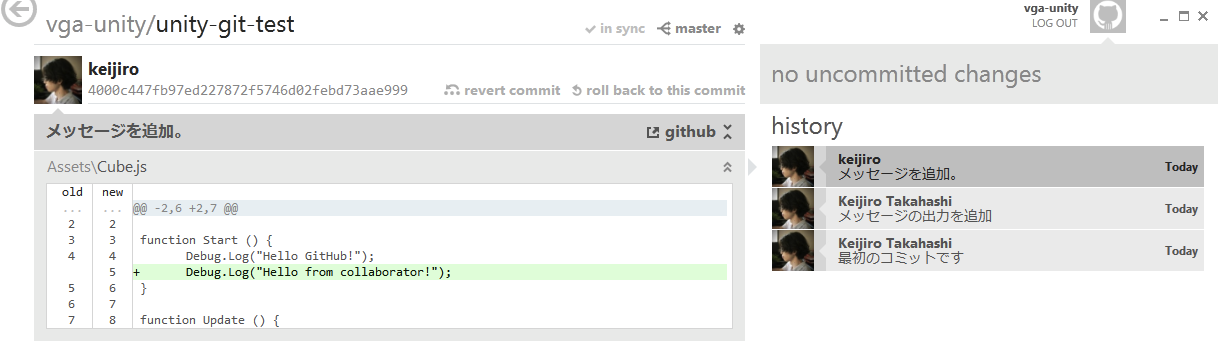 vga-unity/unity-git-test
in sync master
keijiro
4000c447fb97ed227872f5746d02febd73aae999 revert commit roll back to this commit
メッセージを追加。 github
Assets\Cube.js
old new
... ... @@ -2,6 +2,7 @@
2 2
3 3 function Start () {
4 4 Debug.Log("Hello GitHub!");
5 + Debug.Log("Hello from collaborator!");
5 6 }
6 7
7 8 function Update () {
vga-unity
LOG OUT
no uncommitted changes
history
keijiro
メッセージを追加。
Today
Keijiro Takahashi
メッセージの出力を追加
Today
Keijiro Takahashi
最初のコミットです
Today